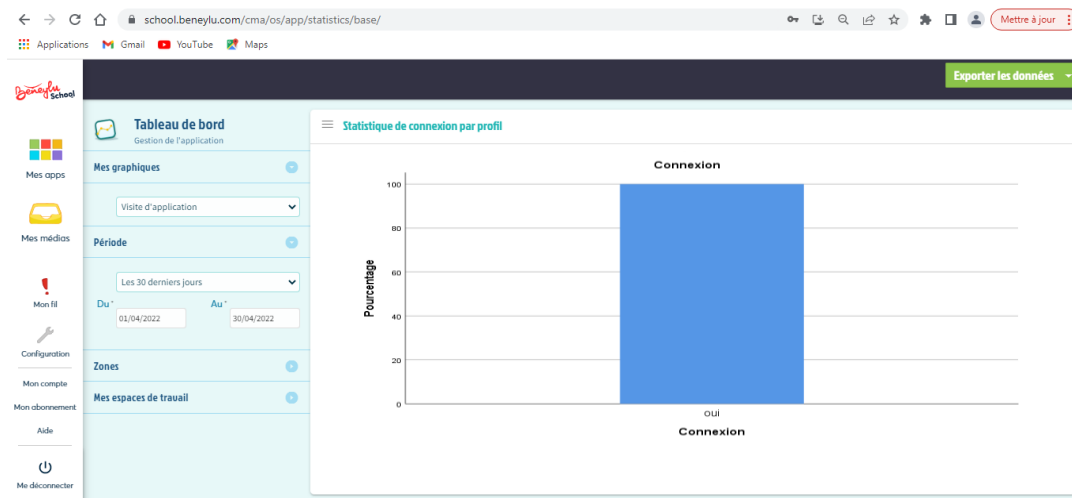 school.beneylu.com/cma/os/app/statistics/base/
Mettre à jour
Applications Gmail YouTube Maps
Exporter les données
Beneylu
School
Mes apps
Mes médias
Mon fil
Configuration
Mon compte
Mon abonnement
Aide
Me déconnecter
Tableau de bord
Gestion de l'application
Mes graphiques
Visite d'application
Période
Les 30 derniers jours
Du * Au *
01/04/2022 30/04/2022
Zones
Mes espaces de travail
Statistique de connexion par profil
Connexion
100
80
60
40
20
0
Pourcentage
oui
Connexion